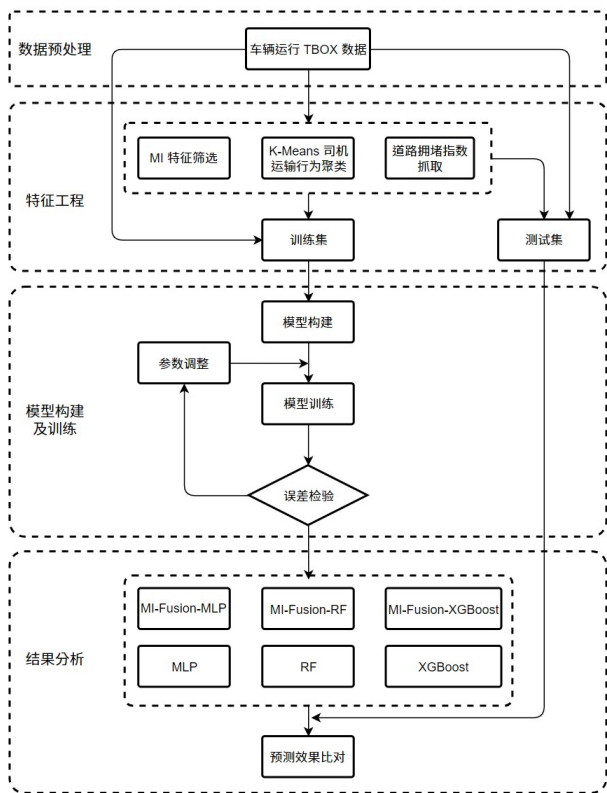 数据预处理
车辆运行 TBOX 数据
特征工程
MI 特征筛选
K-Means 司机
运输行为聚类
道路拥堵指数
抓取
训练集
测试集
模型构建
及训练
模型构建
参数调整
模型训练
误差检验
结果分析
MI-Fusion-MLP
MI-Fusion-RF
MI-Fusion-XGBoost
MLP
RF
XGBoost
预测效果比对